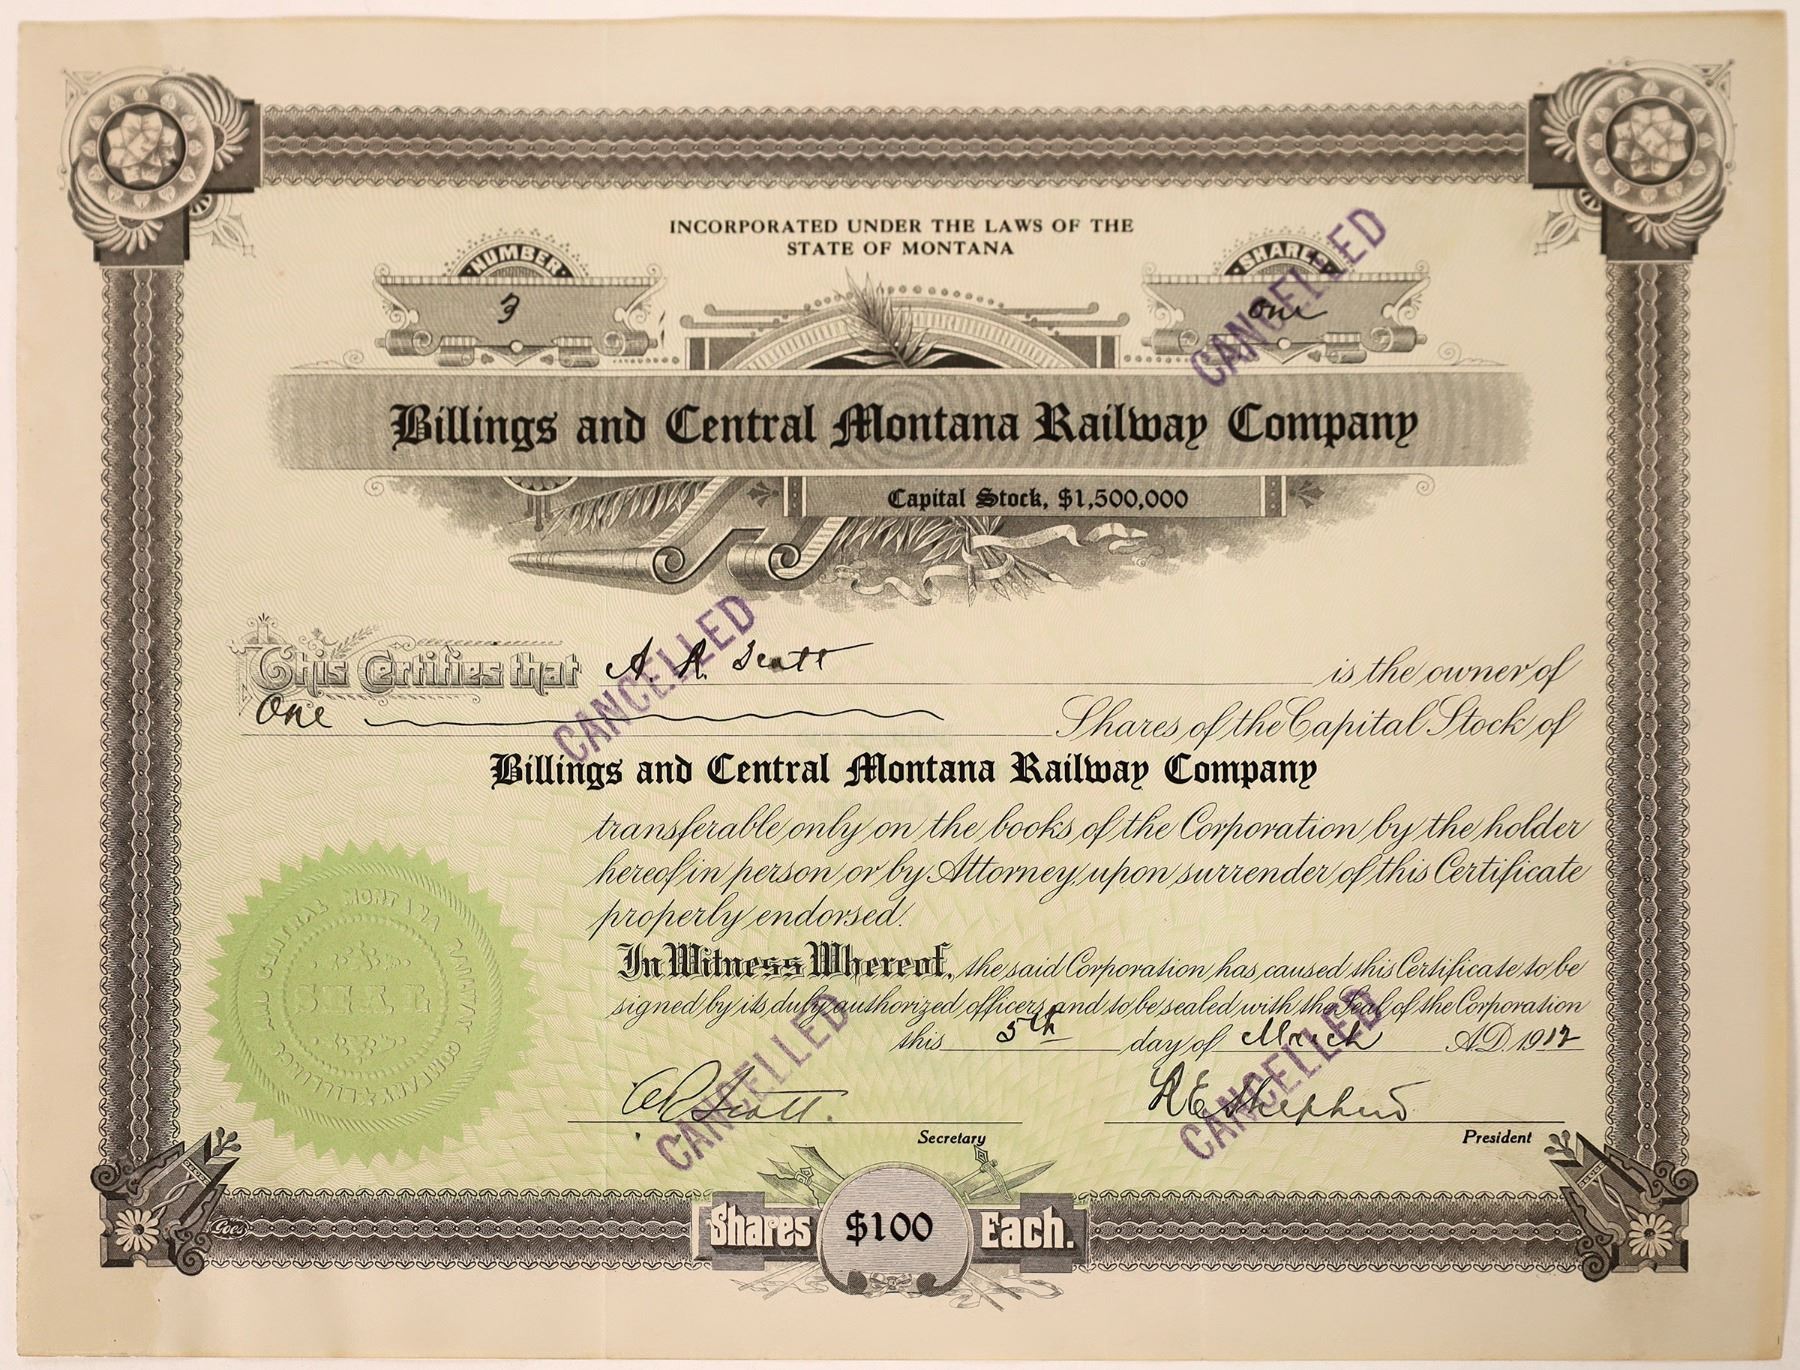 INCORPORATED UNDER THE LAWS OF THE
STATE OF MONTANA
NUMBER
3
SHARES
One
CANCELLED
Billings and Central Montana Railway Company
Capital Stock, $1,500,000
This Certifies that A. R. Scott is the owner of
One Shares of the Capital Stock of
CANCELLED
Billings and Central Montana Railway Company
transferable only on the books of the Corporation by the holder
hereof in person or by Attorney, upon surrender of this Certificate
properly endorsed.
In Witness Whereof, the said Corporation has caused this Certificate to be
signed by its duly authorized officers and to be sealed with the Seal of the Corporation
this 5th day of March A.D. 1912
CANCELLED
CANCELLED
Scott. Shepherd
Secretary President
SEAL
Goes
Shares $100 Each.